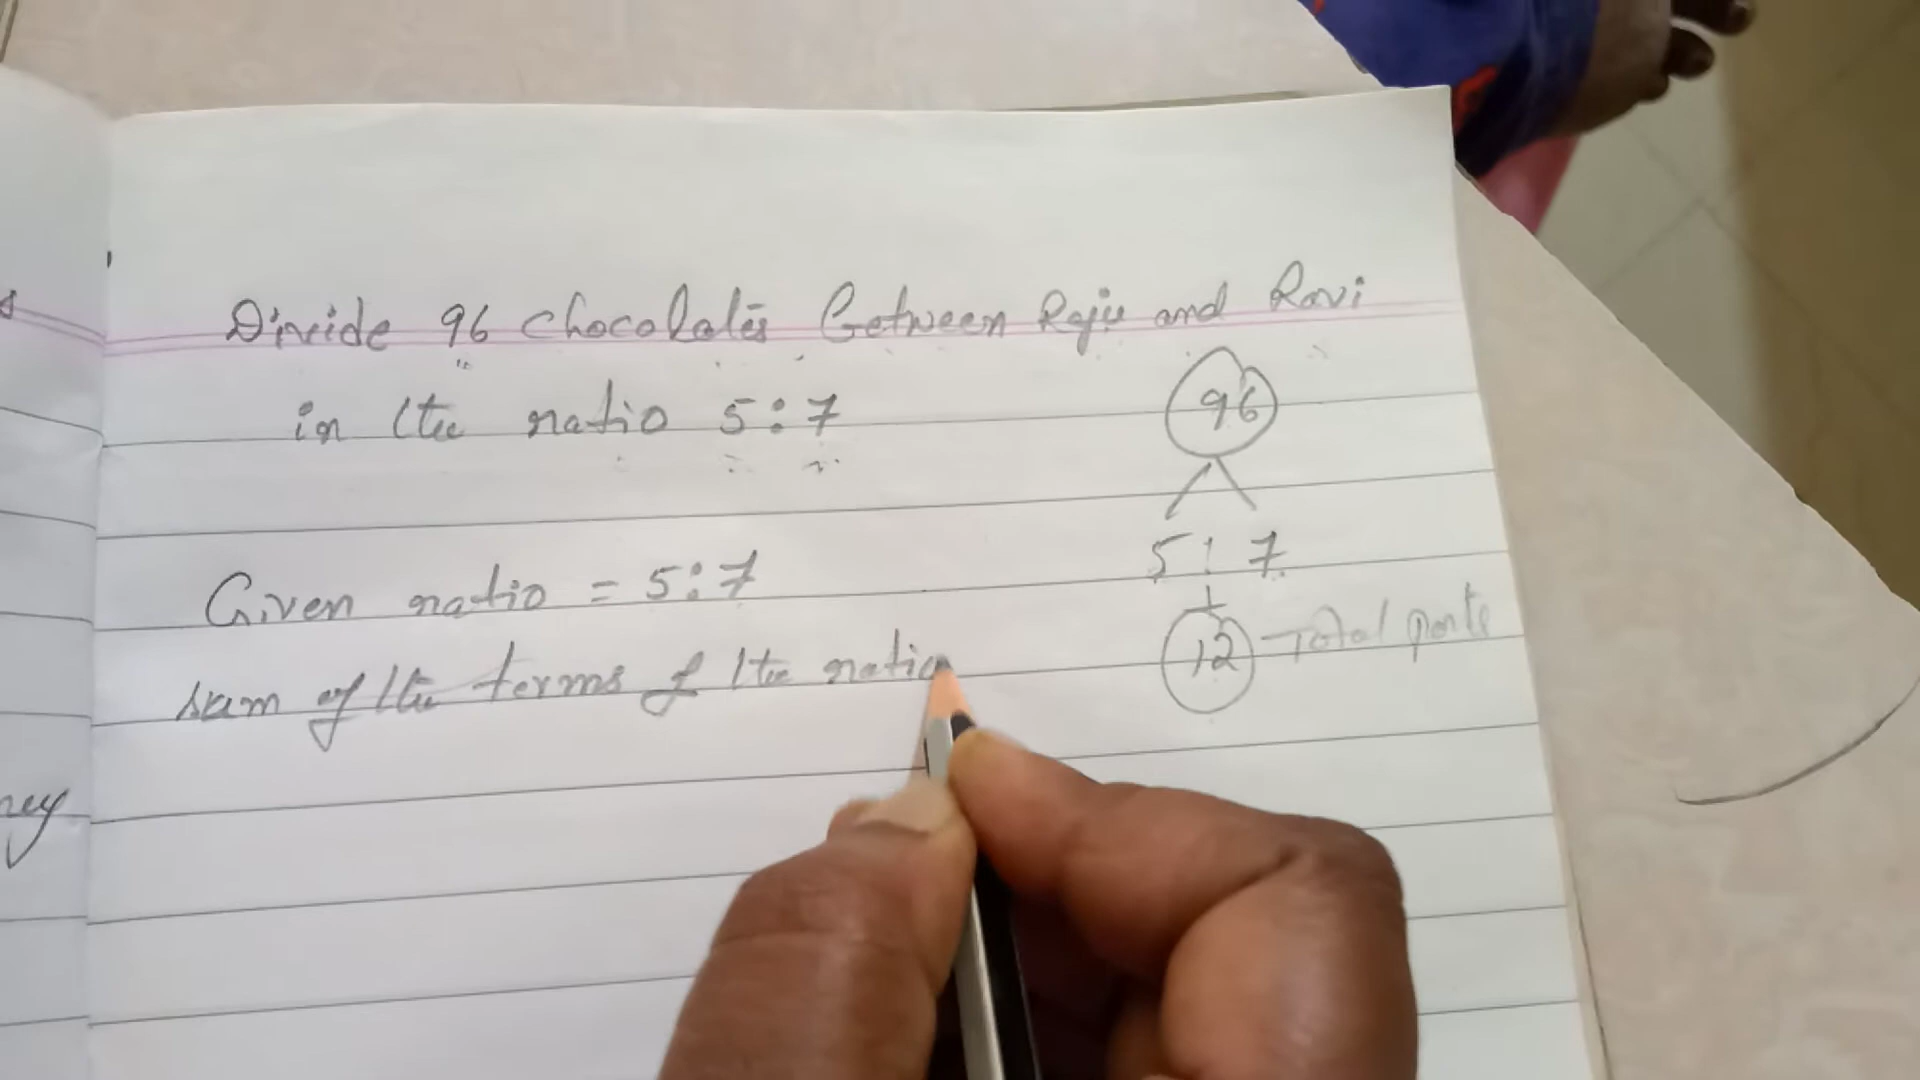 Divide 96 chocolates between Raju and Ravi
in the ratio 5:7
96
5:7
12 - Total parts
Given ratio = 5:7
sum of the terms of the ratio
ney